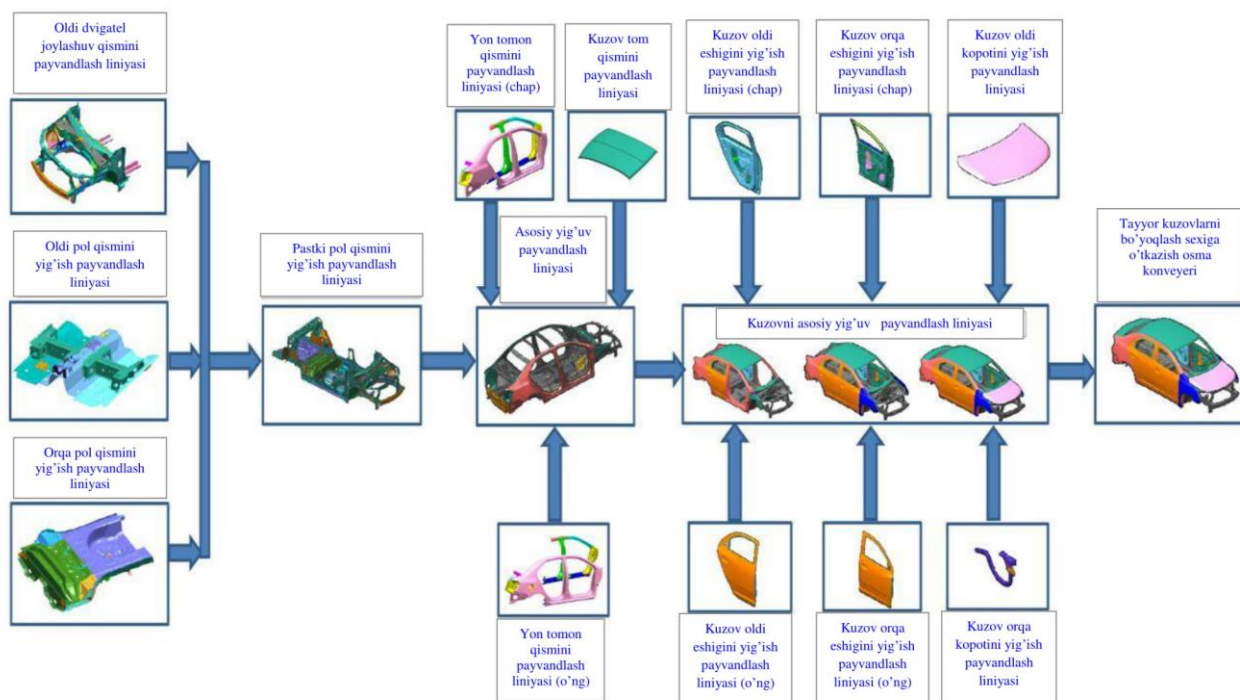 Oldi dvigatel
joylashuv qismini
payvandlash liniyasi
Yon tomon
qismini
payvandlash
liniyasi (chap)
Kuzov tom
qismini
payvandlash
liniyasi
Kuzov oldi
eshigini yig’ish
payvandlash
liniyasi (chap)
Kuzov orqa
eshigini yig’ish
payvandlash
liniyasi (chap)
Kuzov oldi
kopotini yig’ish
payvandlash
liniyasi
Oldi pol qismini
yig’ish payvandlash
liniyasi
Pastki pol qismini
yig’ish payvandlash
liniyasi
Asosiy yig’uv
payvandlash
liniyasi
Tayyor kuzovlarni
bo’yoqlash sexiga
o’tkazish osma
konveyeri
Kuzovni asosiy yig’uv payvandlash liniyasi
Orqa pol qismini
yig’ish payvandlash
liniyasi
Yon tomon
qismini
payvandlash
liniyasi (o’ng)
Kuzov oldi
eshigini yig’ish
payvandlash
liniyasi (o’ng)
Kuzov orqa
eshigini yig’ish
payvandlash
liniyasi (o’ng)
Kuzov orqa
kopotini yig’ish
payvandlash
liniyasi